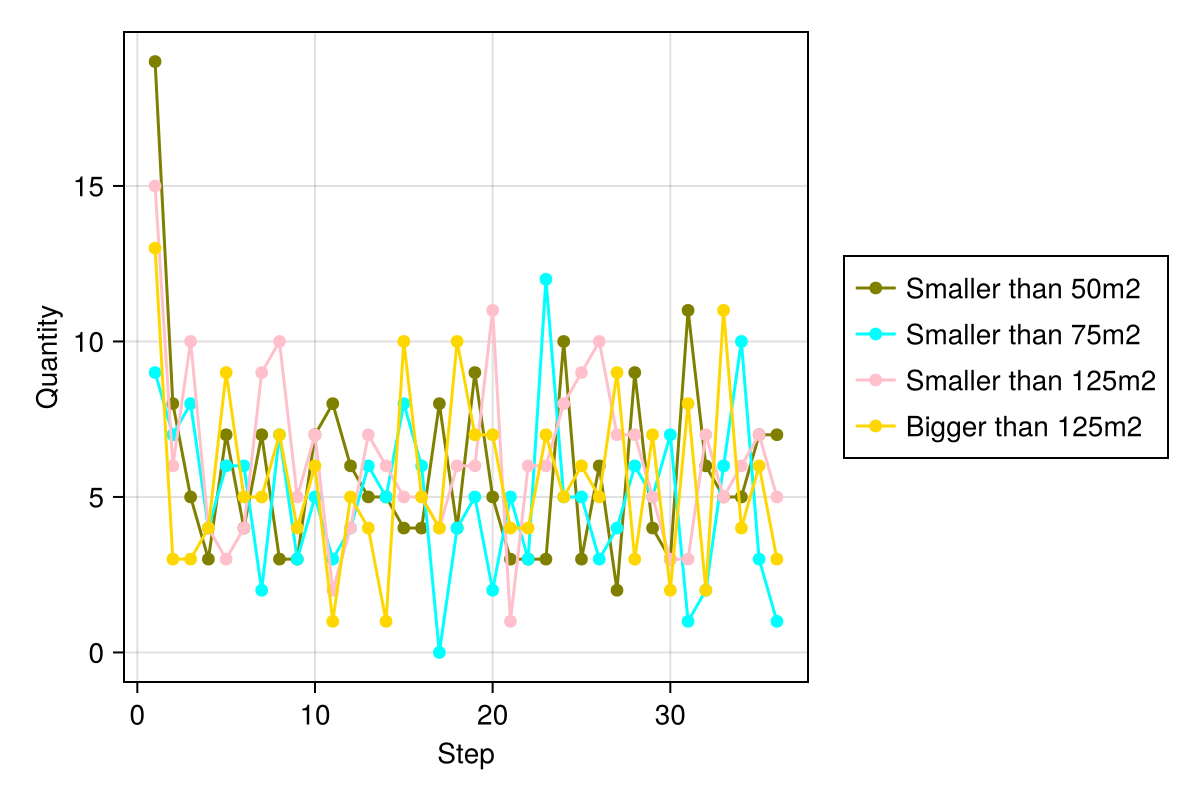 15
10
5
0
Quantity
0 10 20 30
Step
Smaller than 50m2
Smaller than 75m2
Smaller than 125m2
Bigger than 125m2